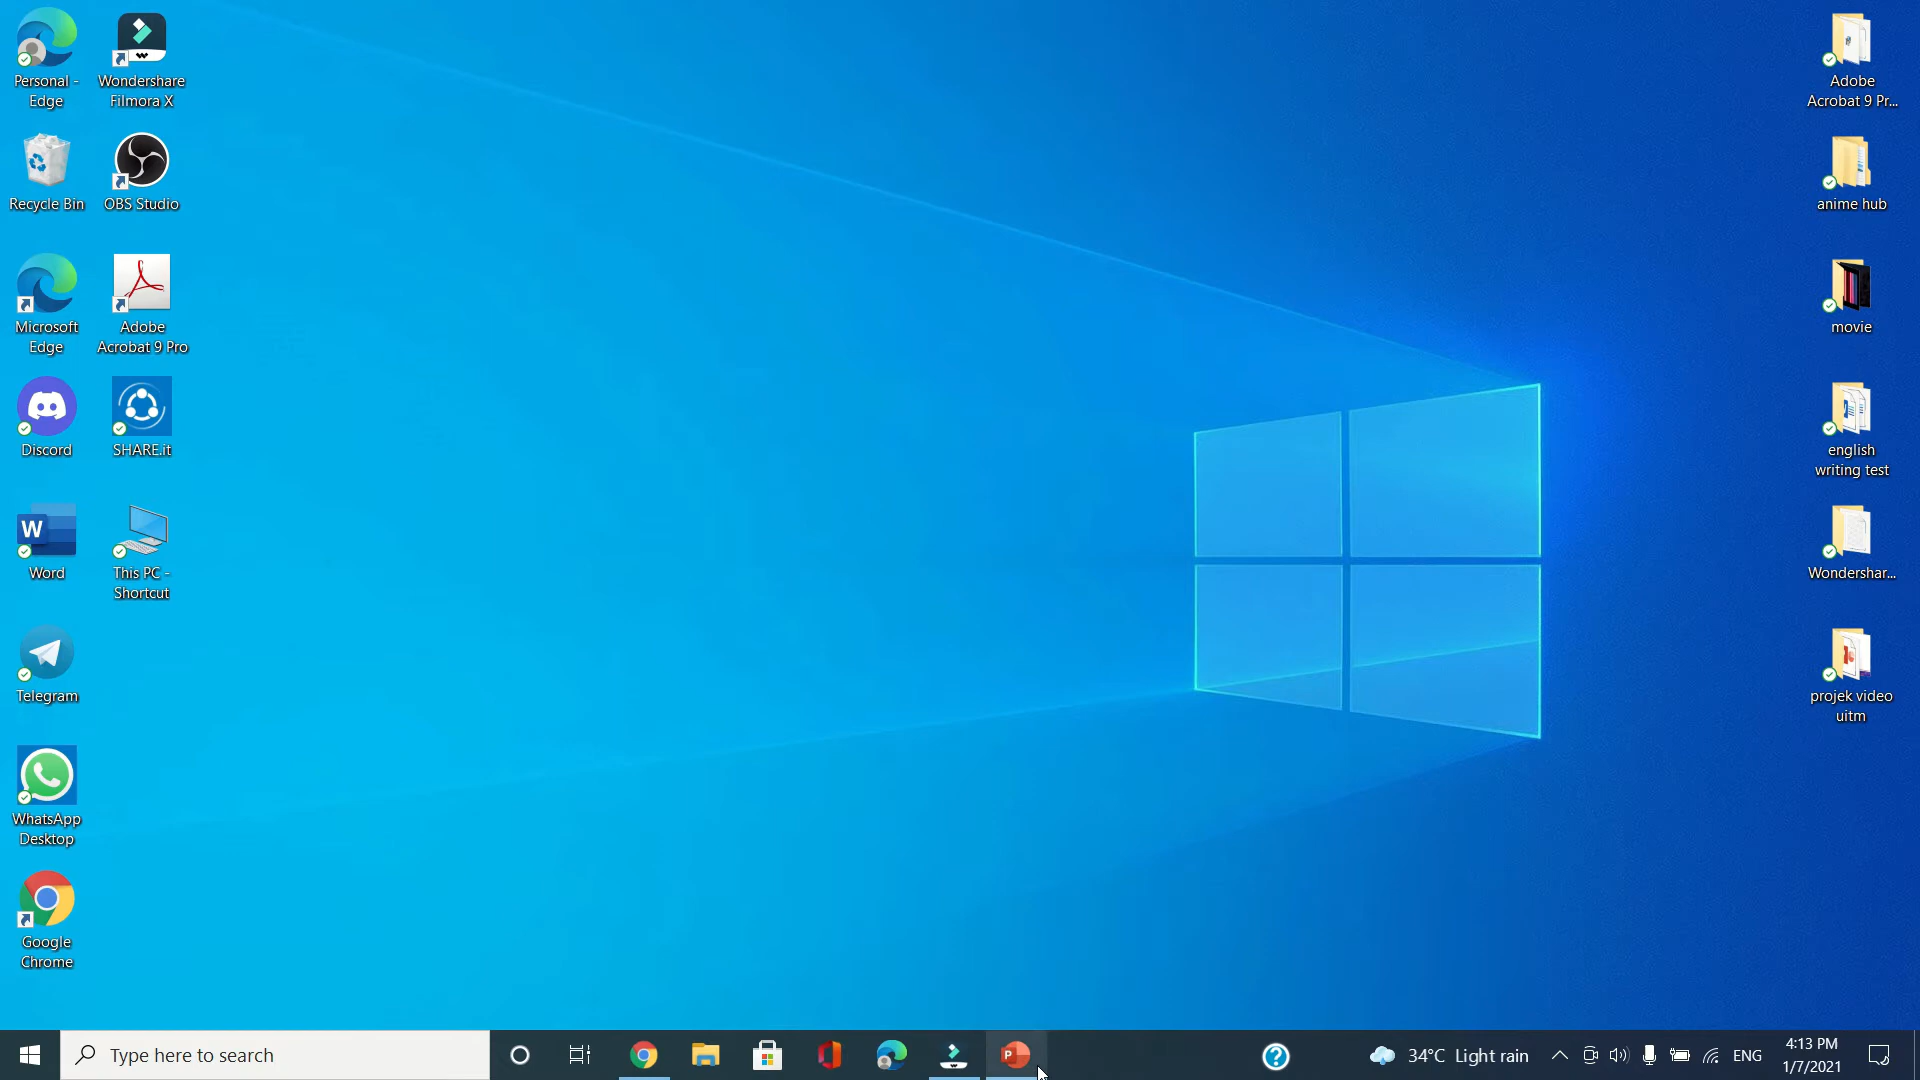 Personal -
Edge
Wondershare
Filmora X
Recycle Bin
OBS Studio
Microsoft
Edge
Adobe
Acrobat 9 Pro
Discord
SHARE.it
W
Word
This PC -
Shortcut
Telegram
WhatsApp
Desktop
Google
Chrome
Adobe
Acrobat 9 Pr...
anime hub
movie
english
writing test
Wondershar...
projek video
uitm
Type here to search
P
?
34°C Light rain
ENG
4:13 PM
1/7/2021